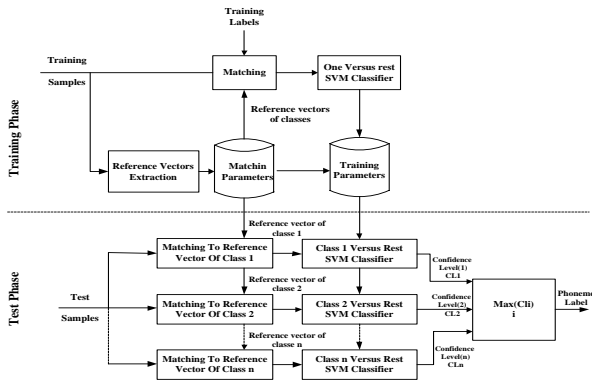 Training
Labels
Training
Samples
Matching
One Versus rest
SVM Classifier
Reference vectors
of classes
Training Phase
Reference Vectors
Extraction
Matchin
Parameters
Training
Parameters
Reference vector of
classe 1
Matching To Reference
Vector Of Class 1
Class 1 Versus Rest
SVM Classifier
Confidence
Level(1)
CL1
Reference vector of
classe 2
Test Phase
Test
Samples
Matching To Reference
Vector Of Class 2
Class 2 Versus Rest
SVM Classifier
Confidence
Level(2)
CL2
Max(Cli)
i
Phoneme
Label
Reference vector of
classe n
Matching To Reference
Vector Of Class n
Class n Versus Rest
SVM Classifier
Confidence
Level(n)
CLn